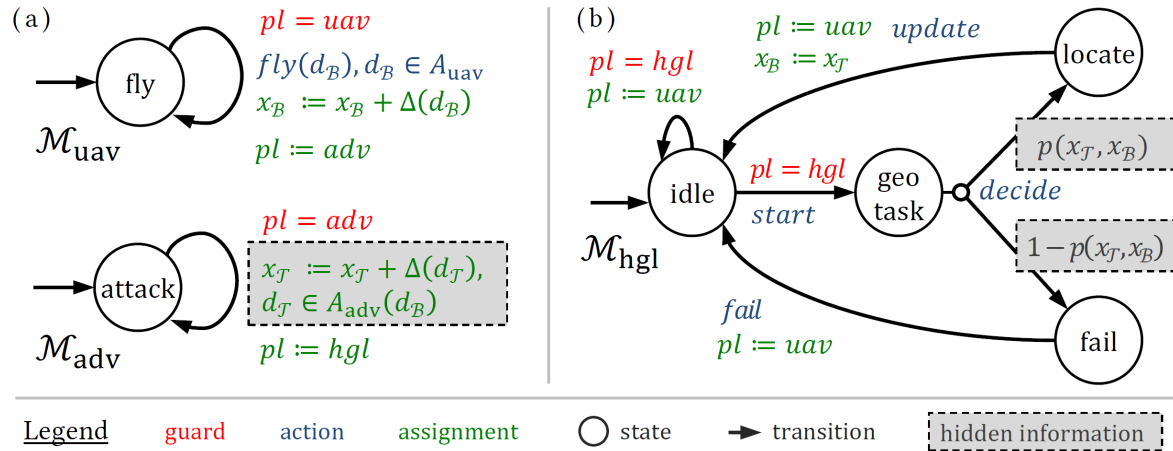 (a)
pl = uav
fly
fly(d_ℬ), d_ℬ ∈ A_uav
x_ℬ := x_ℬ + Δ(d_ℬ)
ℳ_uav
pl := adv
pl = adv
attack
x_𝒯 := x_𝒯 + Δ(d_𝒯),
d_𝒯 ∈ A_adv(d_ℬ)
ℳ_adv
pl := hgl
(b)
pl := uav
update
x_ℬ := x_𝒯
locate
pl = hgl
pl := uav
p(x_𝒯, x_ℬ)
idle
pl = hgl
start
geo
task
decide
ℳ_hgl
1 − p(x_𝒯, x_ℬ)
fail
pl := uav
fail
Legend
guard
action
assignment
state
transition
hidden information